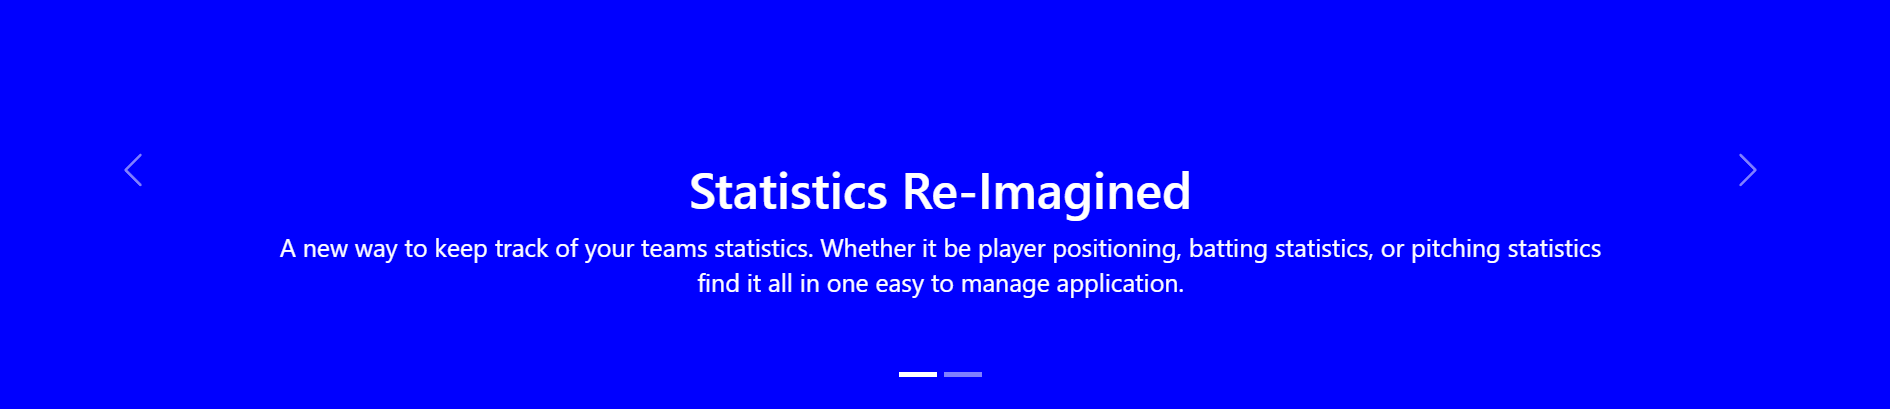 Statistics Re-Imagined
A new way to keep track of your teams statistics. Whether it be player positioning, batting statistics, or pitching statistics
find it all in one easy to manage application.